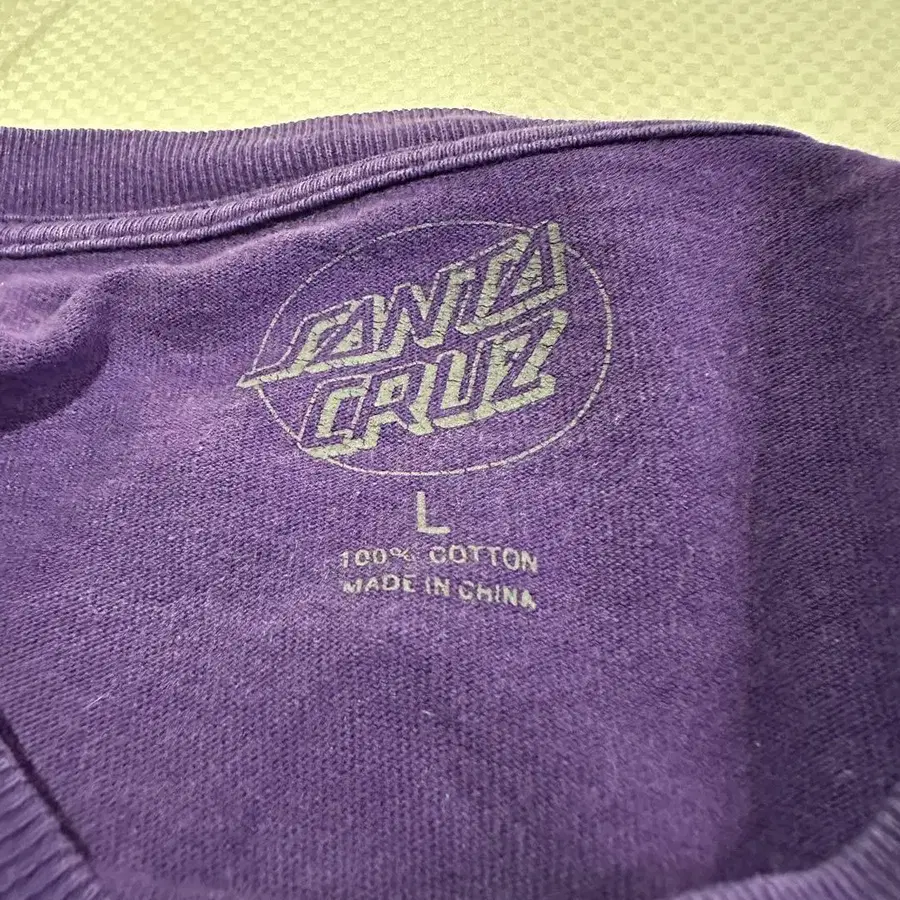 SANTA
CRUZ
L
100% COTTON
MADE IN CHINA